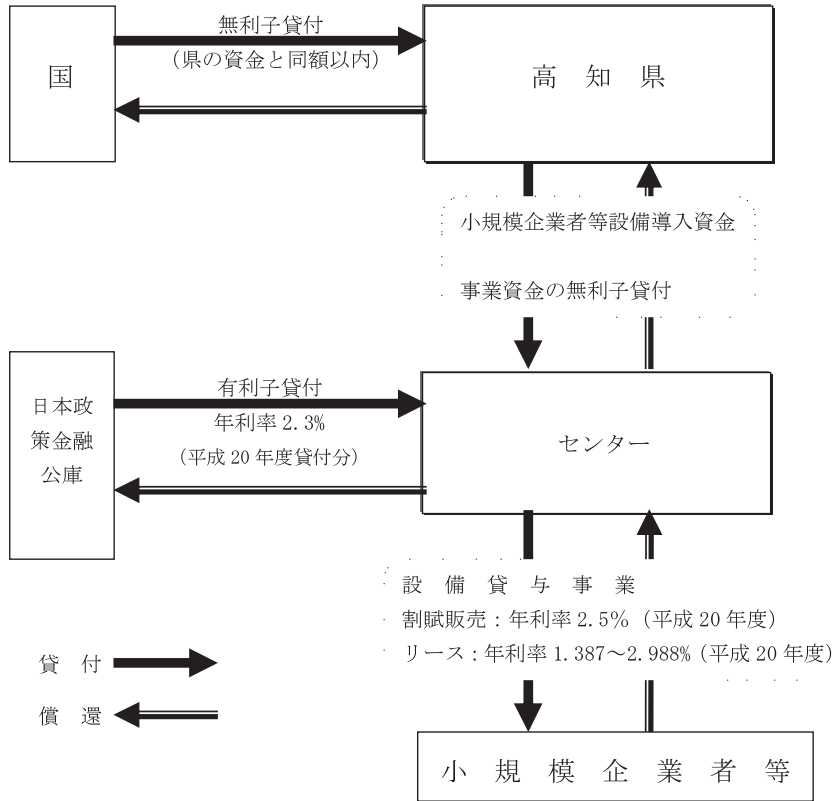 無利子貸付
（県の資金と同額以内）
国
高 知 県
小規模企業者等設備導入資金
事業資金の無利子貸付
有利子貸付
年利率 2.3%
（平成 20 年度貸付分）
日本政
策金融
公庫
センター
設 備 貸 与 事 業
割賦販売：年利率 2.5％（平成 20 年度）
リース：年利率 1.387～2.988%（平成 20 年度）
貸 付
償 還
小 規 模 企 業 者 等